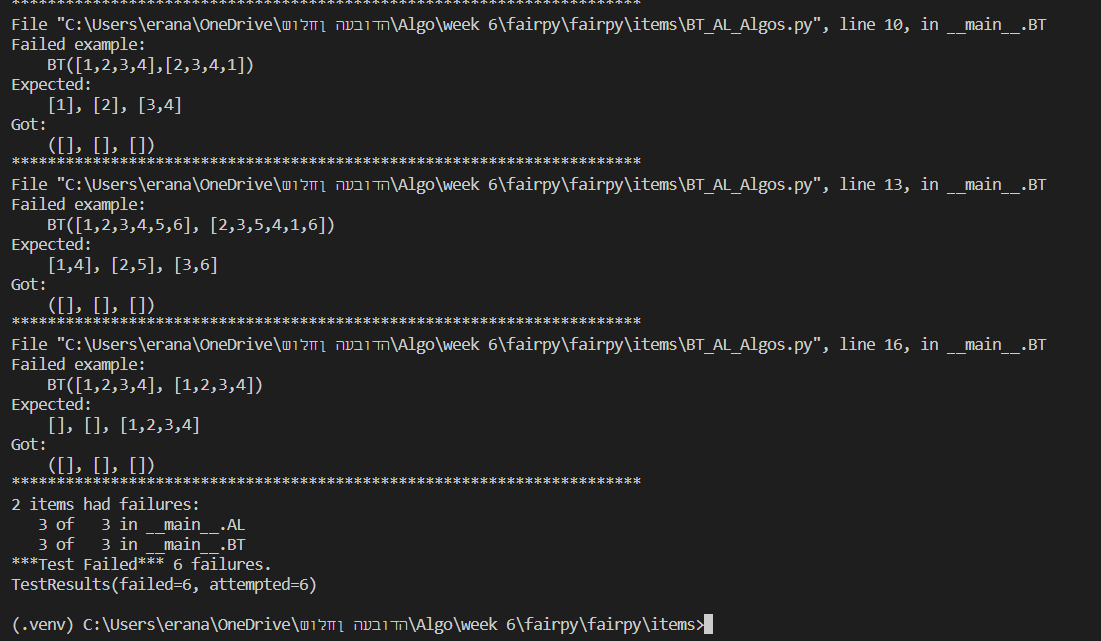 **********************************************************************
File "C:\Users\erana\OneDrive\שולחן העבודה\Algo\week 6\fairpy\fairpy\items\BT_AL_Algos.py", line 10, in __main__.BT
Failed example:
    BT([1,2,3,4],[2,3,4,1])
Expected:
    [1], [2], [3,4]
Got:
    ([], [], [])
**********************************************************************
File "C:\Users\erana\OneDrive\שולחן העבודה\Algo\week 6\fairpy\fairpy\items\BT_AL_Algos.py", line 13, in __main__.BT
Failed example:
    BT([1,2,3,4,5,6], [2,3,5,4,1,6])
Expected:
    [1,4], [2,5], [3,6]
Got:
    ([], [], [])
**********************************************************************
File "C:\Users\erana\OneDrive\שולחן העבודה\Algo\week 6\fairpy\fairpy\items\BT_AL_Algos.py", line 16, in __main__.BT
Failed example:
    BT([1,2,3,4], [1,2,3,4])
Expected:
    [], [], [1,2,3,4]
Got:
    ([], [], [])
**********************************************************************
2 items had failures:
   3 of   3 in __main__.AL
   3 of   3 in __main__.BT
***Test Failed*** 6 failures.
TestResults(failed=6, attempted=6)
(.venv) C:\Users\erana\OneDrive\שולחן העבודה\Algo\week 6\fairpy\fairpy\items>